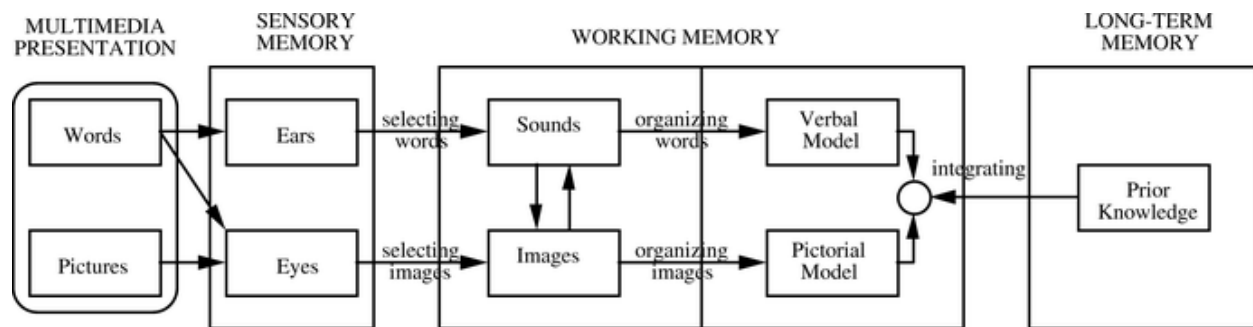 MULTIMEDIA
PRESENTATION
SENSORY
MEMORY
WORKING MEMORY
LONG-TERM
MEMORY
Words
Ears
selecting
words
Sounds
organizing
words
Verbal
Model
integrating
Prior
Knowledge
Pictures
Eyes
selecting
images
Images
organizing
images
Pictorial
Model